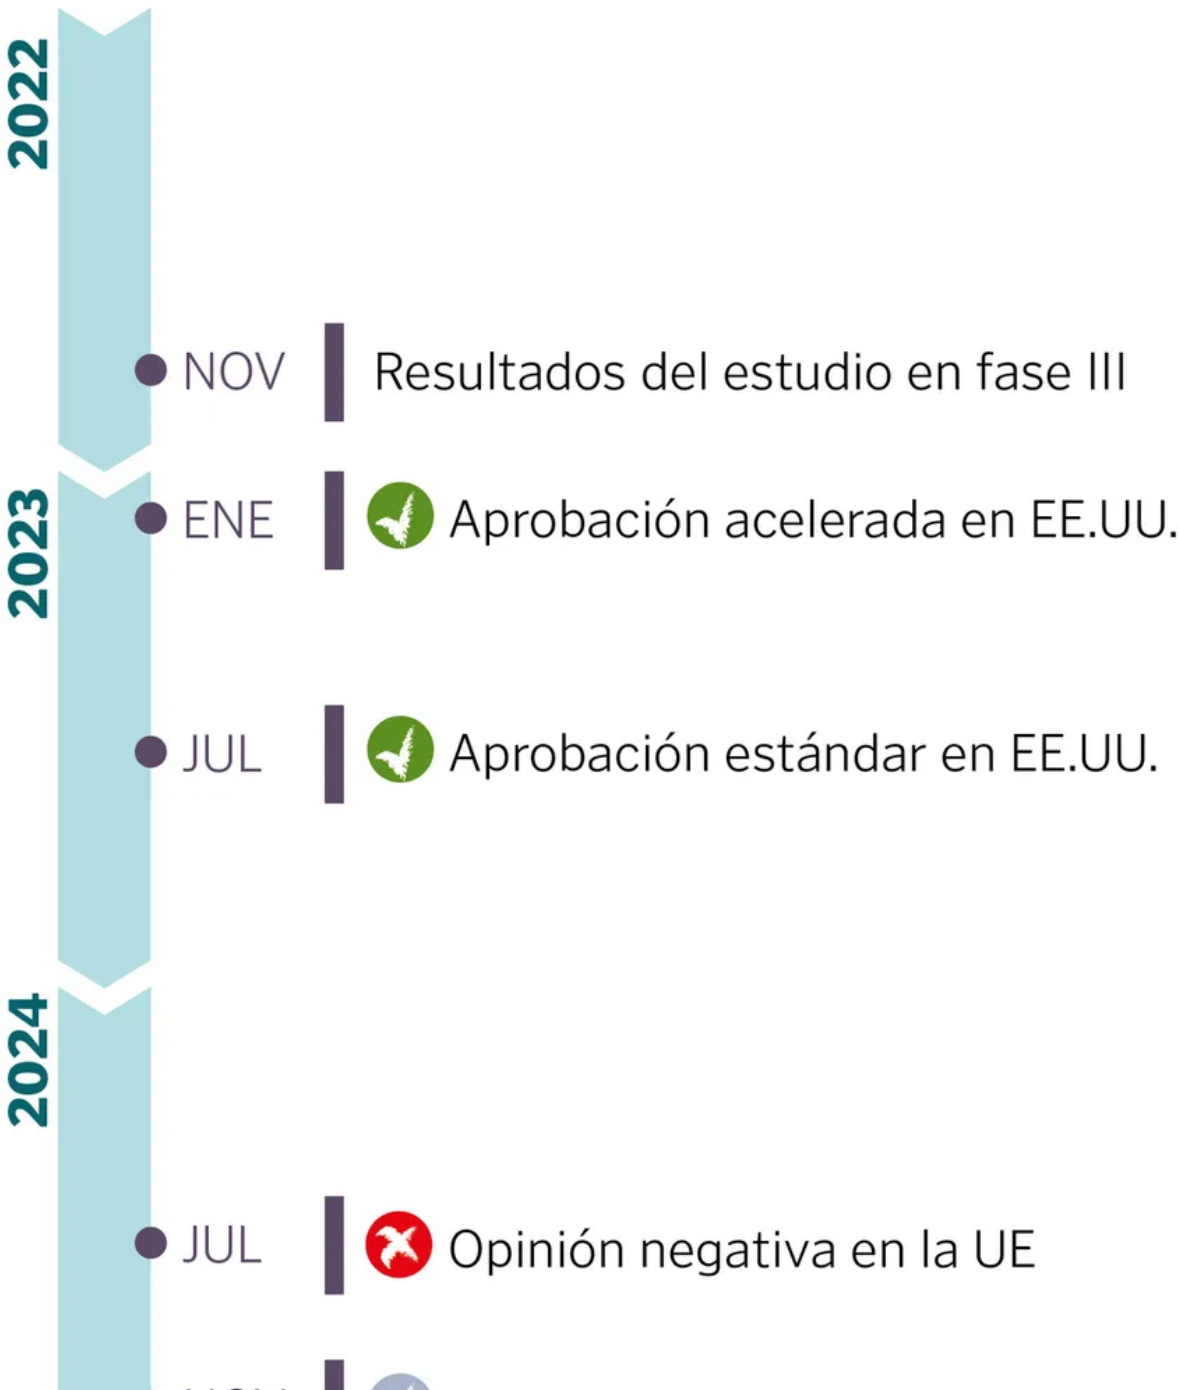 2022
NOV
Resultados del estudio en fase III
2023
ENE
Aprobación acelerada en EE.UU.
JUL
Aprobación estándar en EE.UU.
2024
JUL
Opinión negativa en la UE